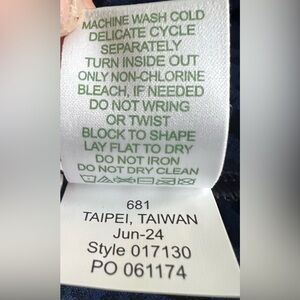 MACHINE WASH COLD
DELICATE CYCLE
SEPARATELY
TURN INSIDE OUT
ONLY NON-CHLORINE
BLEACH, IF NEEDED
DO NOT WRING
OR TWIST
BLOCK TO SHAPE
LAY FLAT TO DRY
DO NOT IRON
DO NOT DRY CLEAN
681
TAIPEI, TAIWAN
Jun-24
Style 017130
PO 061174